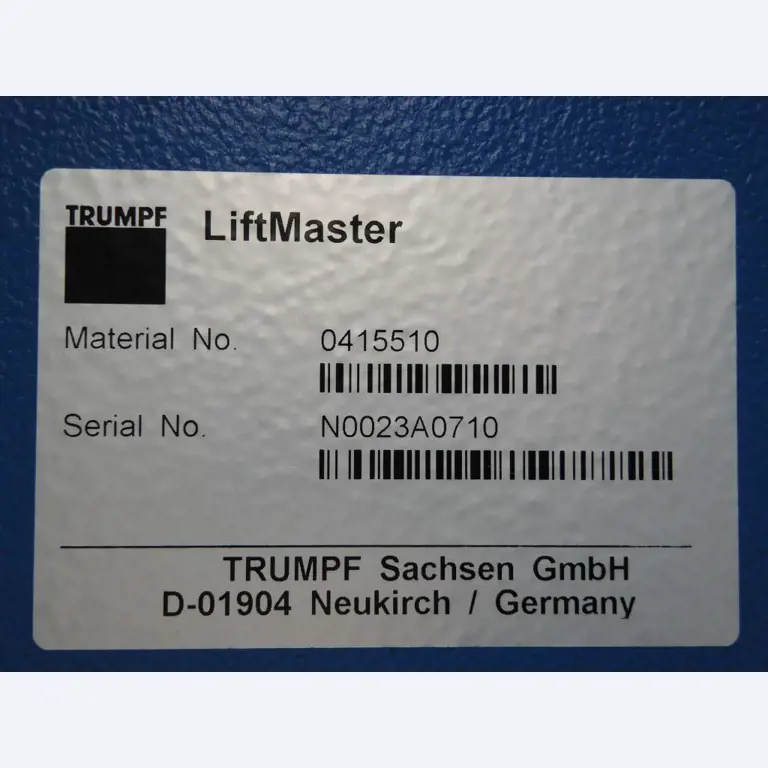 TRUMPF
LiftMaster
Material No. 0415510
Serial No. N0023A0710
TRUMPF Sachsen GmbH
D-01904 Neukirch / Germany